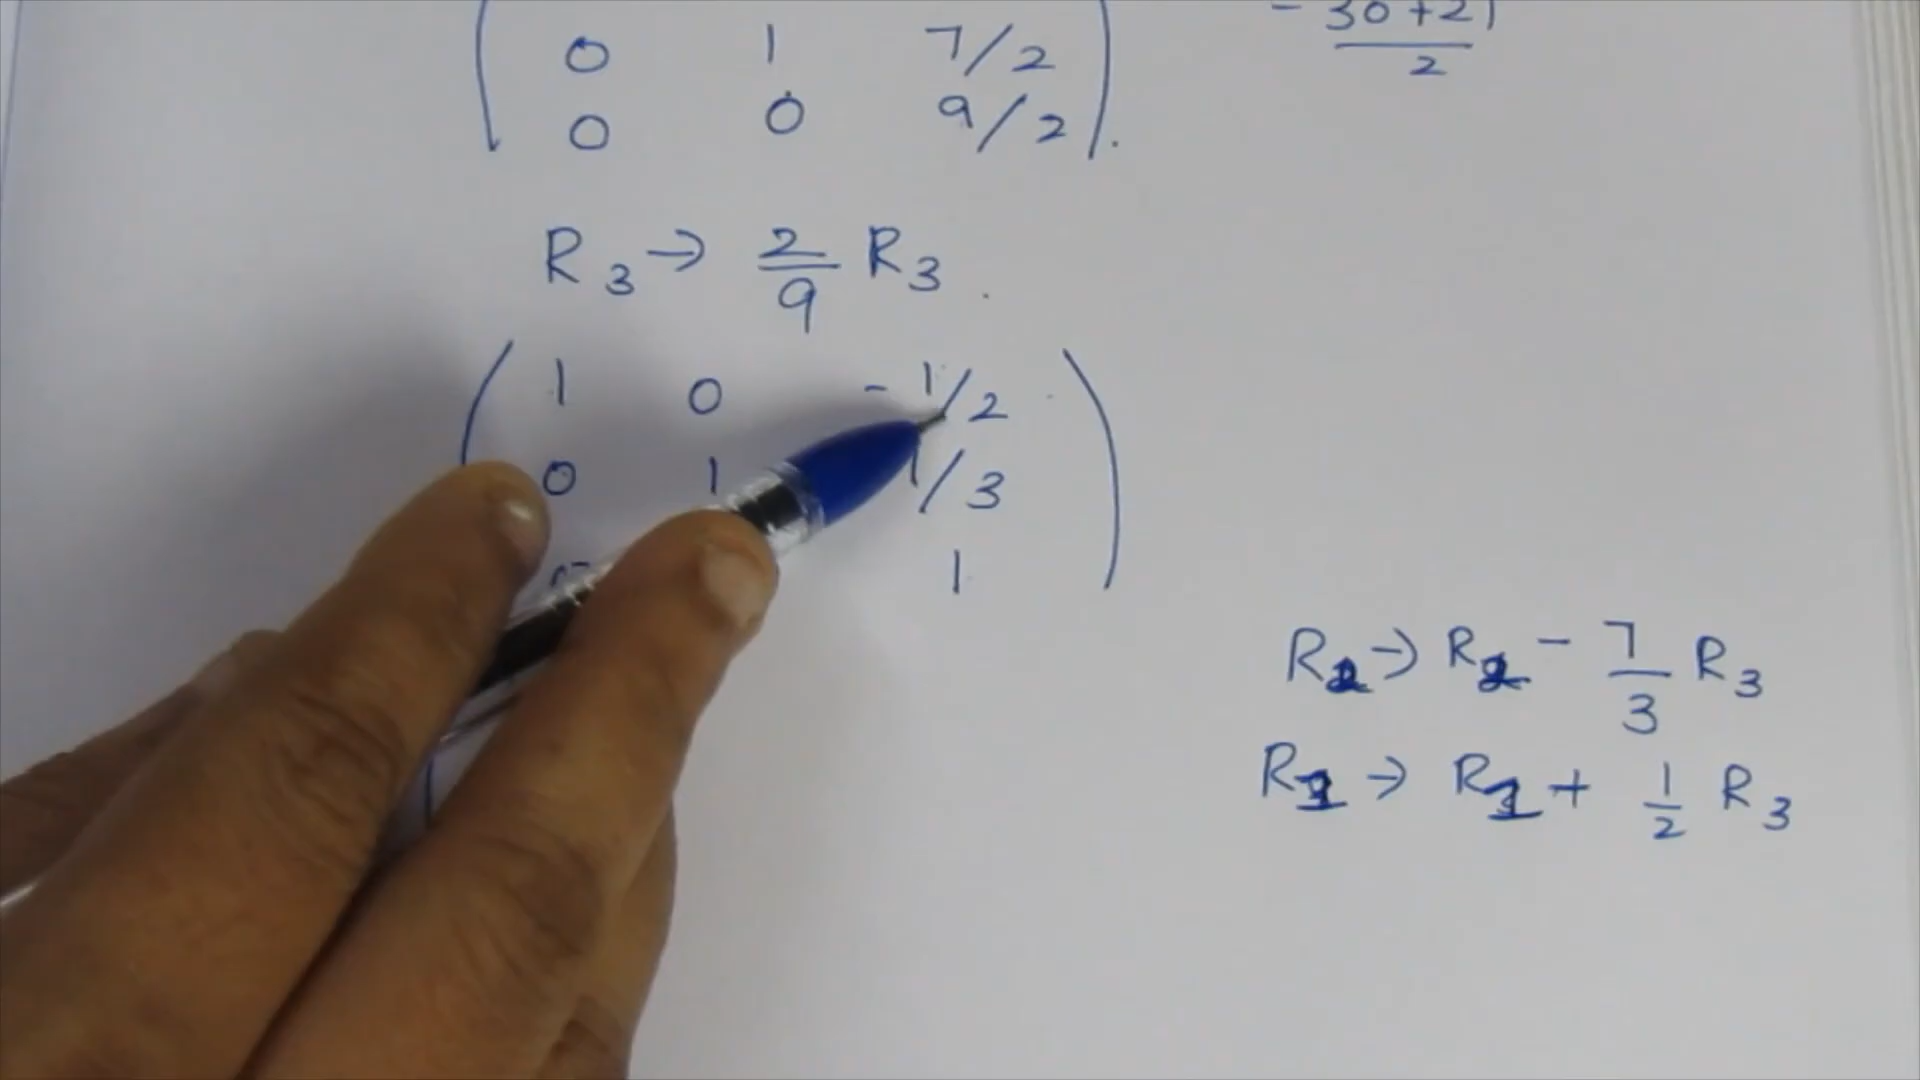 - 30 + 21
0 1 7/2
2
0 0 9/2 .
R3 → 2/9 R3 .
1 0 - 1/2
0 1 1/3
1
R2 → R2 - 7/3 R3
R1 → R1 + 1/2 R3